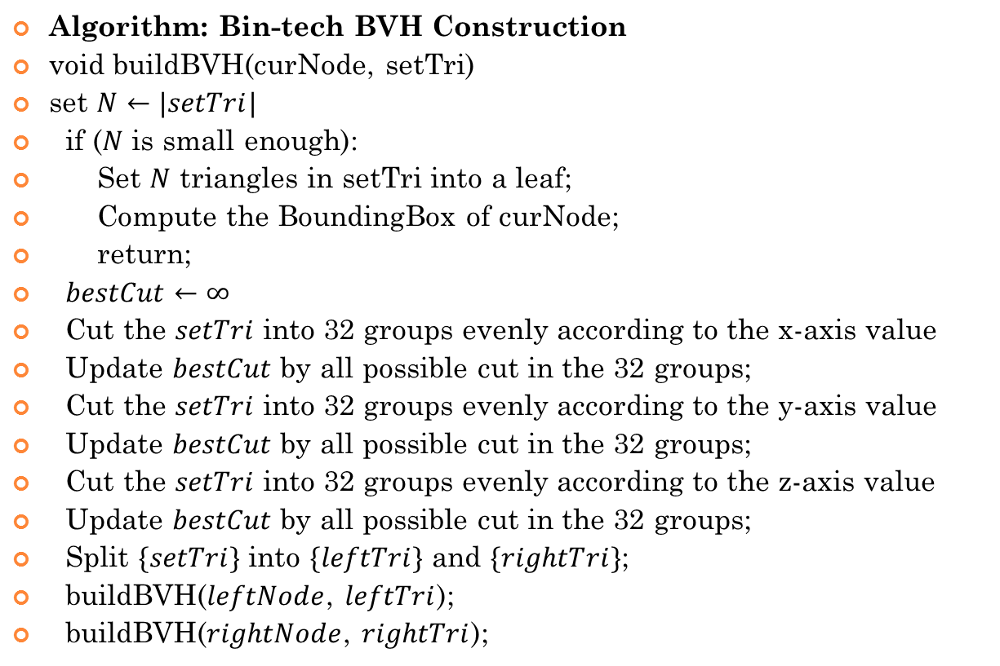 Algorithm: Bin-tech BVH Construction
void buildBVH(curNode, setTri)
set N ← |setTri|
if (N is small enough):
Set N triangles in setTri into a leaf;
Compute the BoundingBox of curNode;
return;
bestCut ← ∞
Cut the setTri into 32 groups evenly according to the x-axis value
Update bestCut by all possible cut in the 32 groups;
Cut the setTri into 32 groups evenly according to the y-axis value
Update bestCut by all possible cut in the 32 groups;
Cut the setTri into 32 groups evenly according to the z-axis value
Update bestCut by all possible cut in the 32 groups;
Split {setTri} into {leftTri} and {rightTri};
buildBVH(leftNode, leftTri);
buildBVH(rightNode, rightTri);